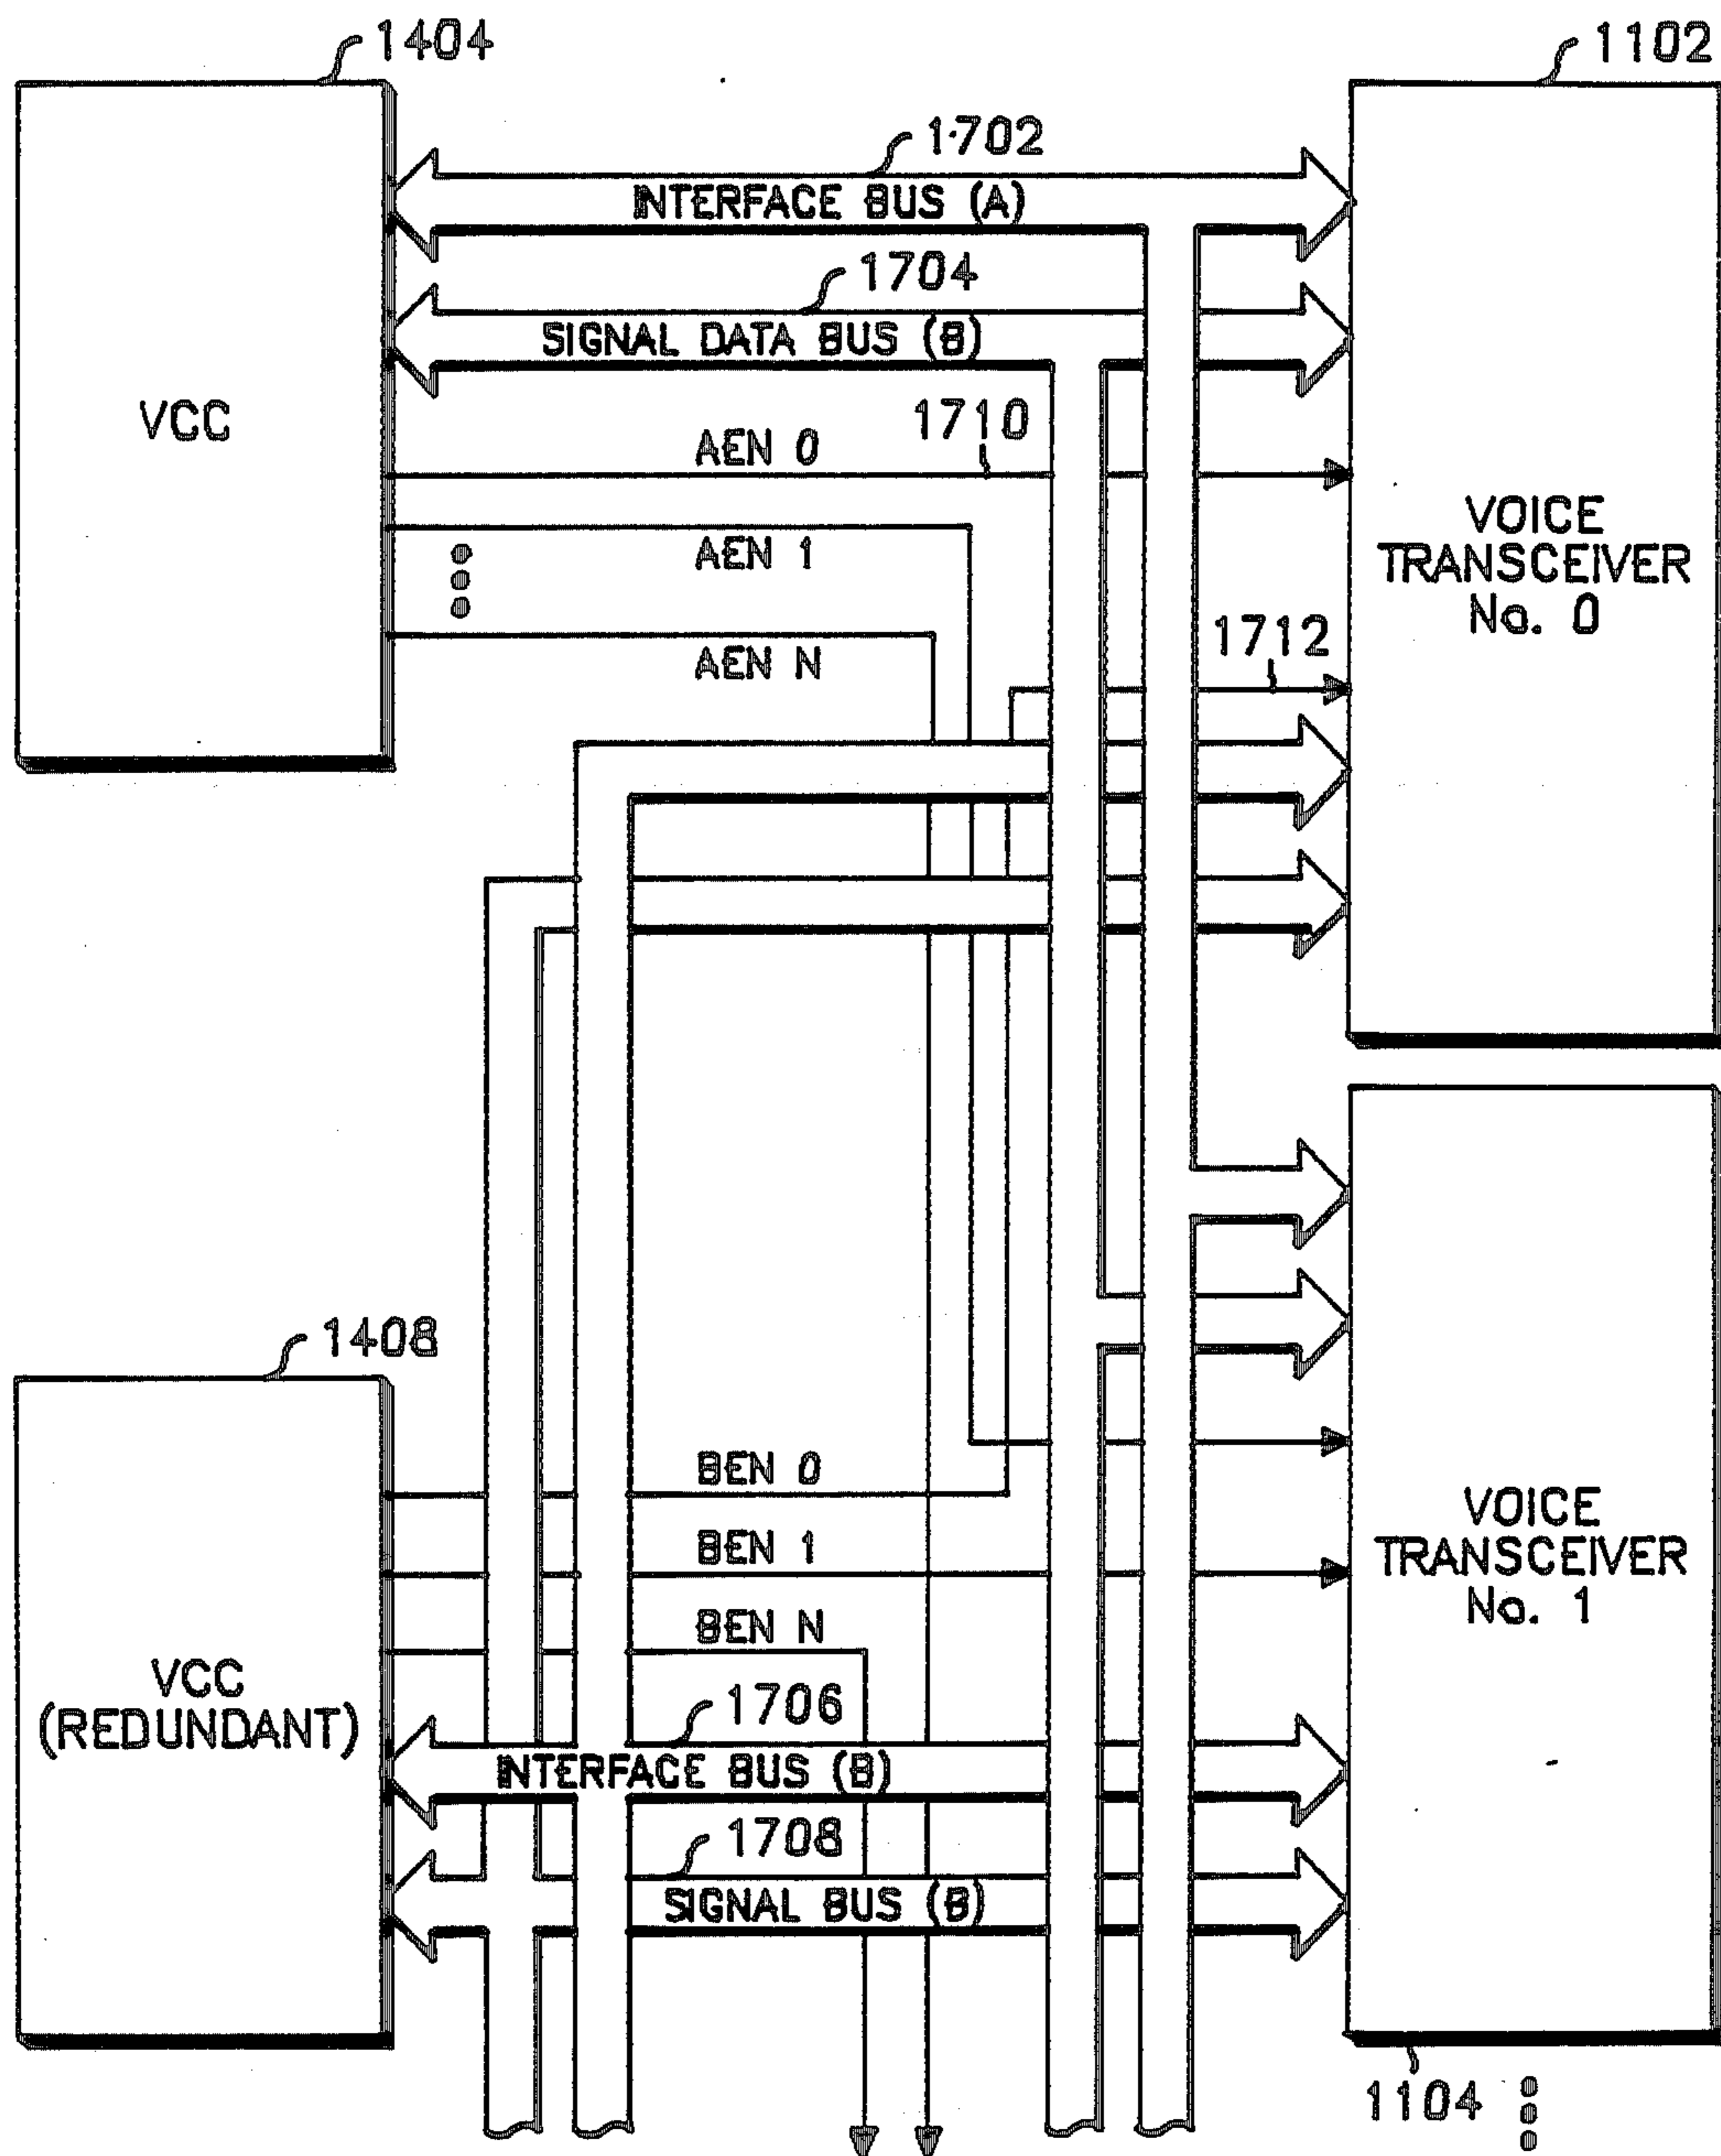 1404
1102
1702
INTERFACE BUS (A)
1704
SIGNAL DATA BUS (B)
VCC
AEN 0
1710
AEN 1
AEN N
VOICE
TRANSCEIVER
No. 0
1712
1408
BEN 0
BEN 1
BEN N
VOICE
TRANSCEIVER
No. 1
VCC
(REDUNDANT)
1706
INTERFACE BUS (B)
1708
SIGNAL BUS (B)
1104